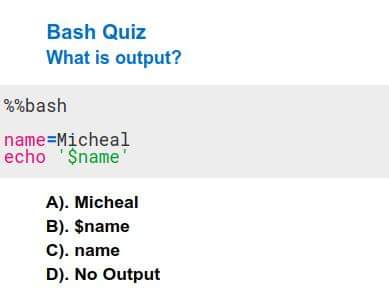 Bash Quiz
What is output?
%%bash
name=Micheal
echo '$name'
A). Micheal
B). $name
C). name
D). No Output